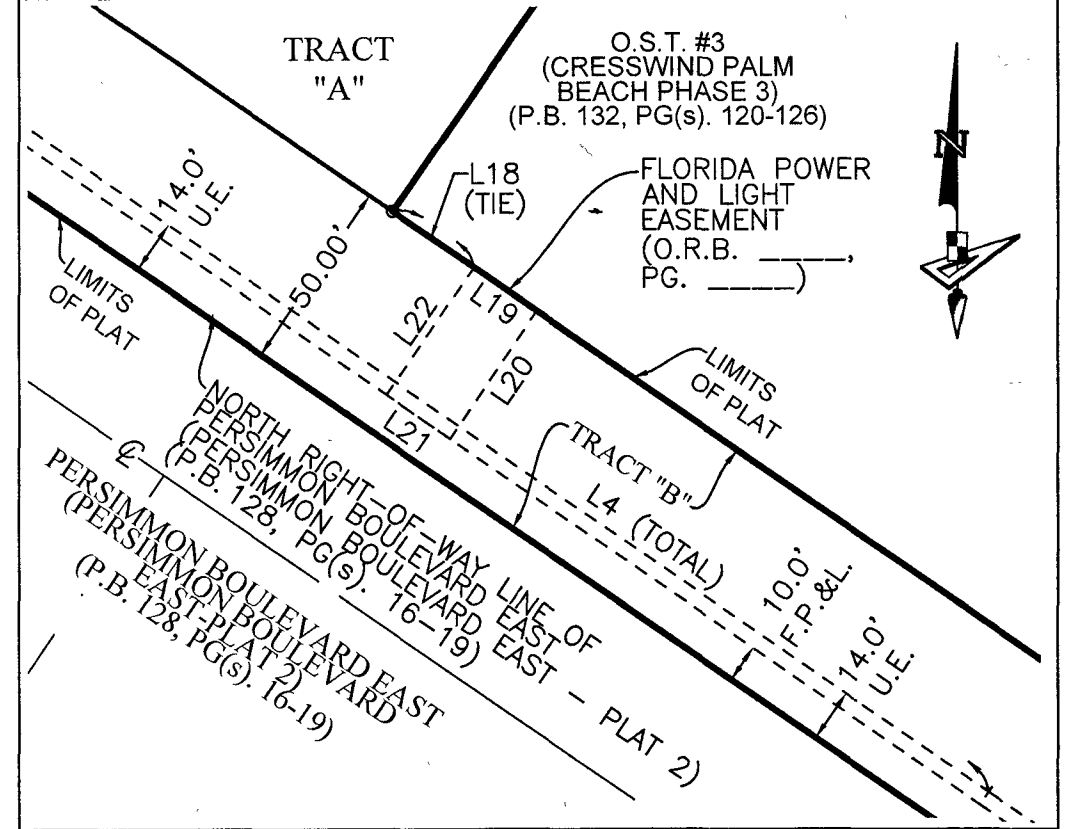 TRACT
"A"
O.S.T. #3
(CRESSWIND PALM
BEACH PHASE 3)
(P.B. 132, PG(s). 120-126)
N
14.0'
U.E.
L18
(TIE)
FLORIDA POWER
AND LIGHT
EASEMENT
(O.R.B. ____,
PG. ____)
50.00'
LIMITS
OF PLAT
L19
L22
L20
L21
LIMITS
OF PLAT
TRACT "B"
L4 (TOTAL)
NORTH RIGHT-OF-WAY LINE OF
PERSIMMON BOULEVARD EAST
(PERSIMMON BOULEVARD EAST - PLAT 2)
(P.B. 128, PG(s). 16-19)
℄
PERSIMMON BOULEVARD EAST
(PERSIMMON BOULEVARD
EAST-PLAT 2)
(P.B. 128, PG(s). 16-19)
10.0'
F.P.&L.
14.0'
U.E.